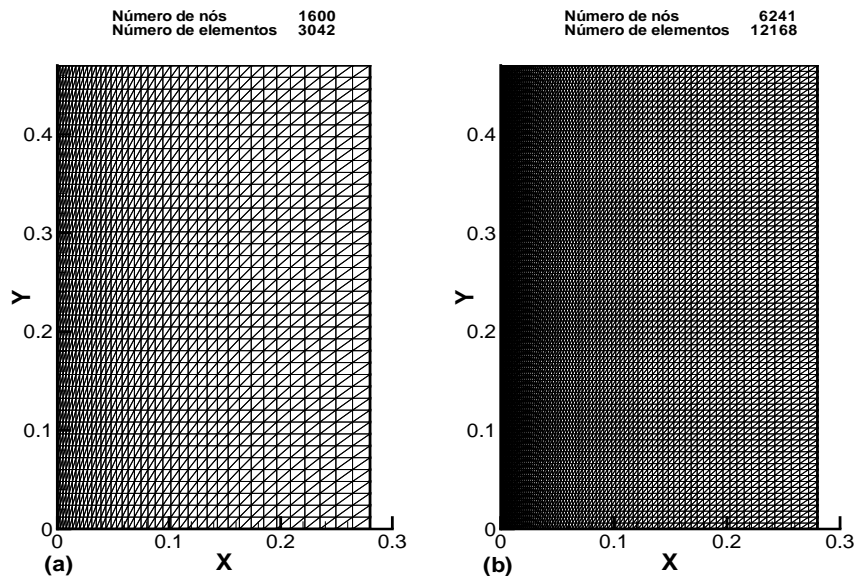 Número de nós 1600
Número de elementos 3042
0.4
0.3
Y
0.2
0.1
0
0 0.1 0.2 0.3
(a) X
Número de nós 6241
Número de elementos 12168
0.4
0.3
Y
0.2
0.1
0
0 0.1 0.2 0.3
(b) X